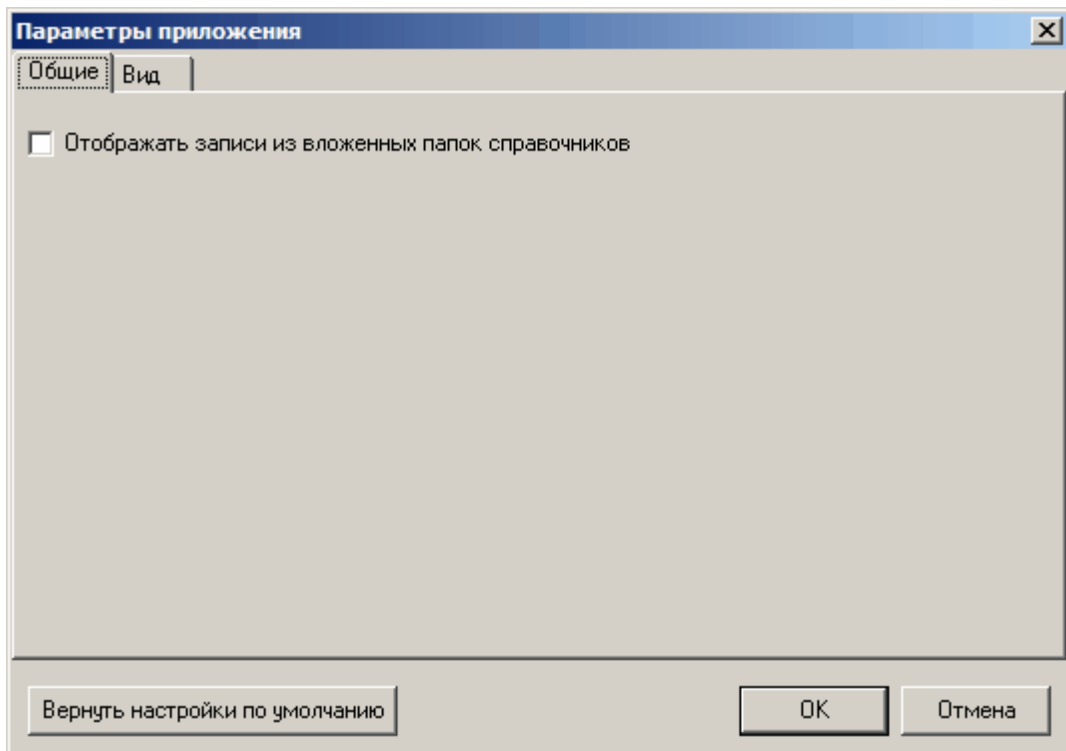 Параметры приложения
Общие Вид
Отображать записи из вложенных папок справочников
Вернуть настройки по умолчанию OK Отмена